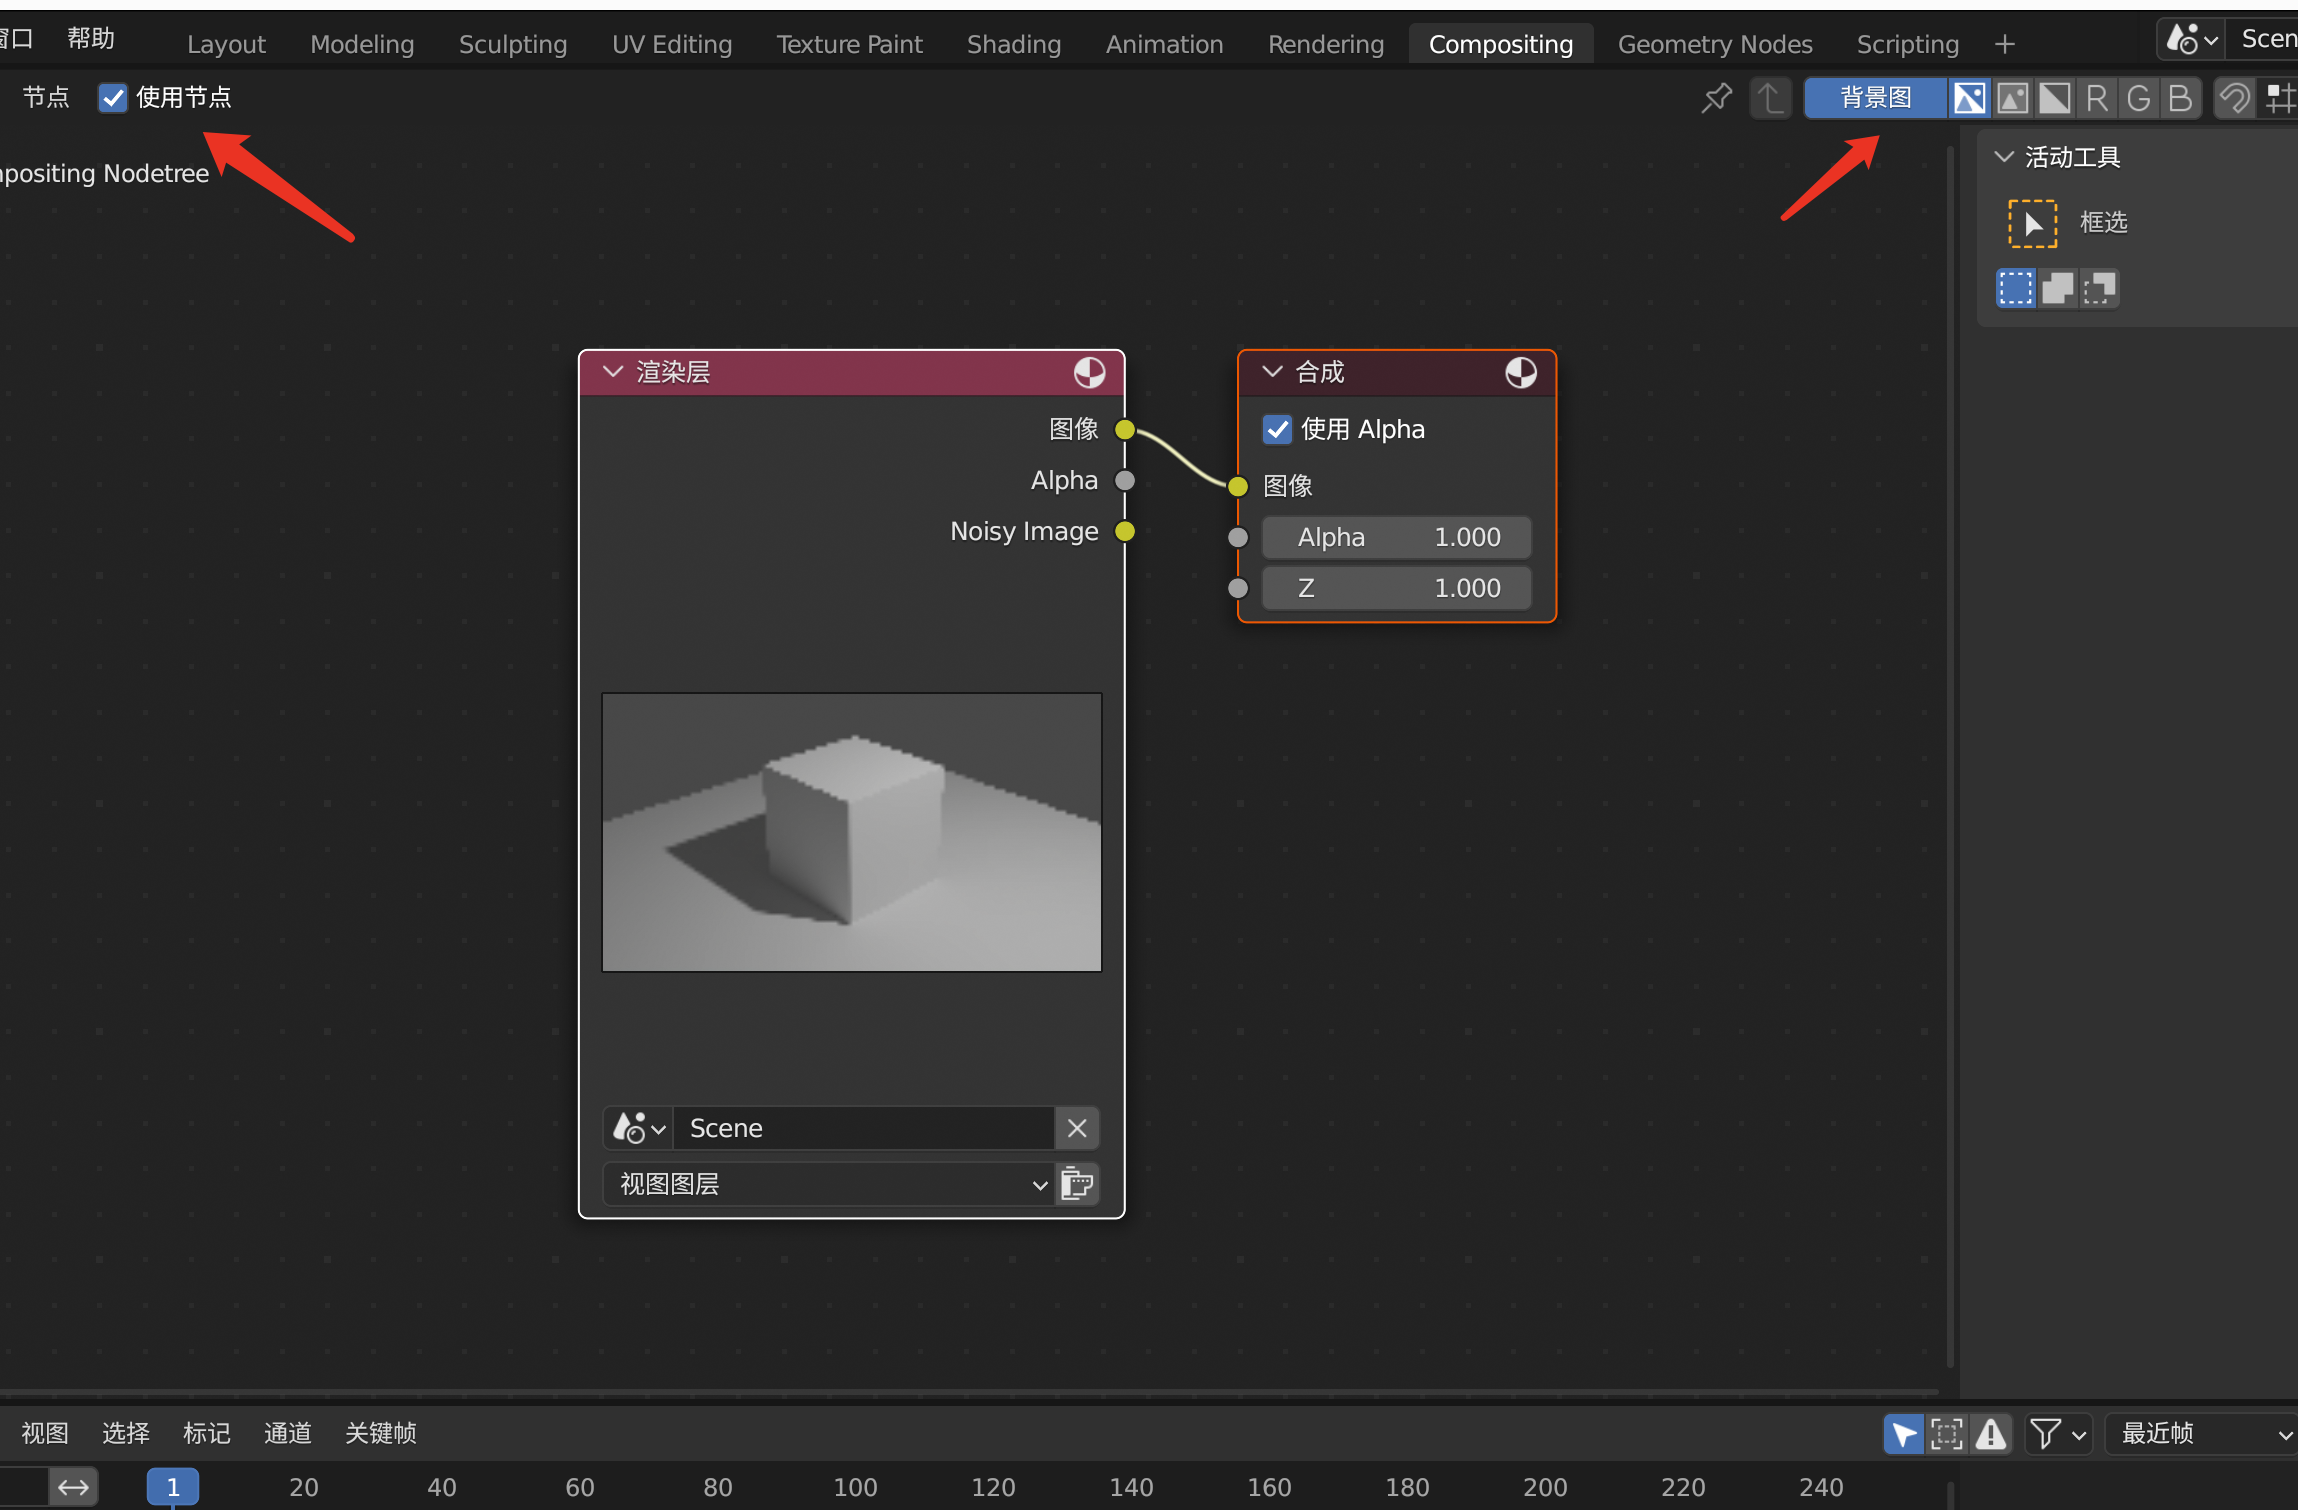 窗口 帮助 Layout Modeling Sculpting UV Editing Texture Paint Shading Animation Rendering Compositing Geometry Nodes Scripting + Scen
节点 使用节点 背景图 R G B
mpositing Nodetree
活动工具
框选
渲染层
图像
Alpha
Noisy Image
Scene
视图图层
合成
使用 Alpha
图像
Alpha 1.000
Z 1.000
视图 选择 标记 通道 关键帧 最近帧
1 20 40 60 80 100 120 140 160 180 200 220 240